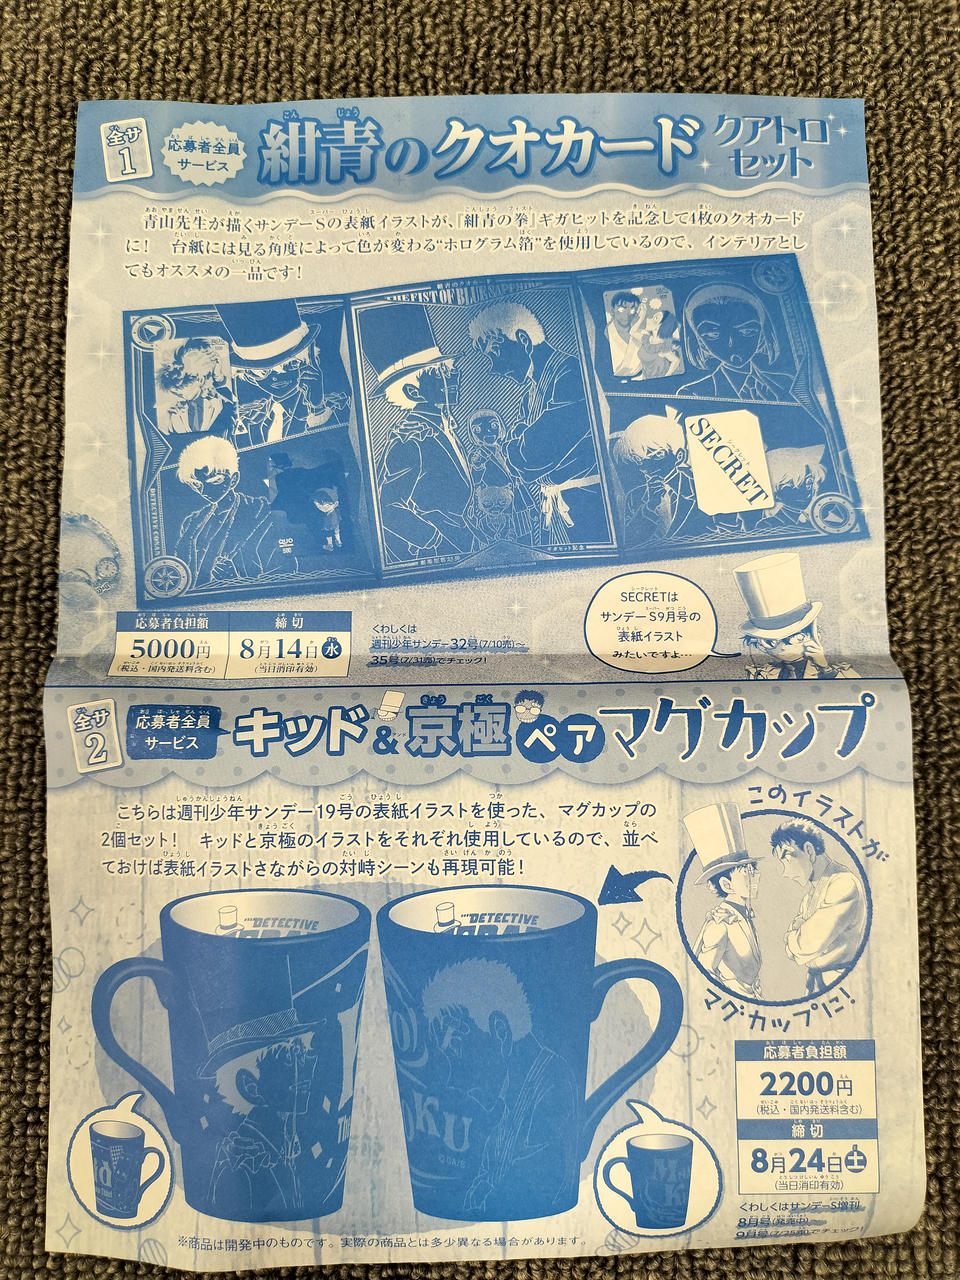 全サ
1
応募者全員
サービス
紺青のクオカード
クアトロ
セット
青山先生が描くサンデーSの表紙イラストが、『紺青の拳』ギガヒットを記念して4枚のクオカード
に! 台紙には見る角度によって色が変わる“ホログラム箔”を使用しているので、インテリアとし
てもオススメの一品です!
THE FIST OF BLUE SAPPHIRE
DETECTIVE CONAN
QUO
500
ギガヒット記念
SECRET
シークレット
SECRETは
サンデーS9月号の
表紙イラスト
みたいですよ…
応募者負担額
5000円
(税込・国内発送料含む)
締切
8月14日水
(当日消印有効)
くわしくは
週刊少年サンデー32号(7/10売)〜
35号(7/31売)でチェック!
全サ
2
応募者全員
サービス
キッド&京極ペアマグカップ
こちらは週刊少年サンデー19号の表紙イラストを使った、マグカップの
2個セット! キッドと京極のイラストをそれぞれ使用しているので、並べ
ておけば表紙イラストさながらの対峙シーンも再現可能!
このイラストが
マグカップに!
DETECTIVE
CONAN
DETECTIVE
CONAN
応募者負担額
2200円
(税込・国内発送料含む)
締切
8月24日土
(当日消印有効)
くわしくはサンデーS増刊
8月号(発売中)〜
9月号(7/25売)でチェック!
※商品は開発中のものです。実際の商品とは多少異なる場合があります。